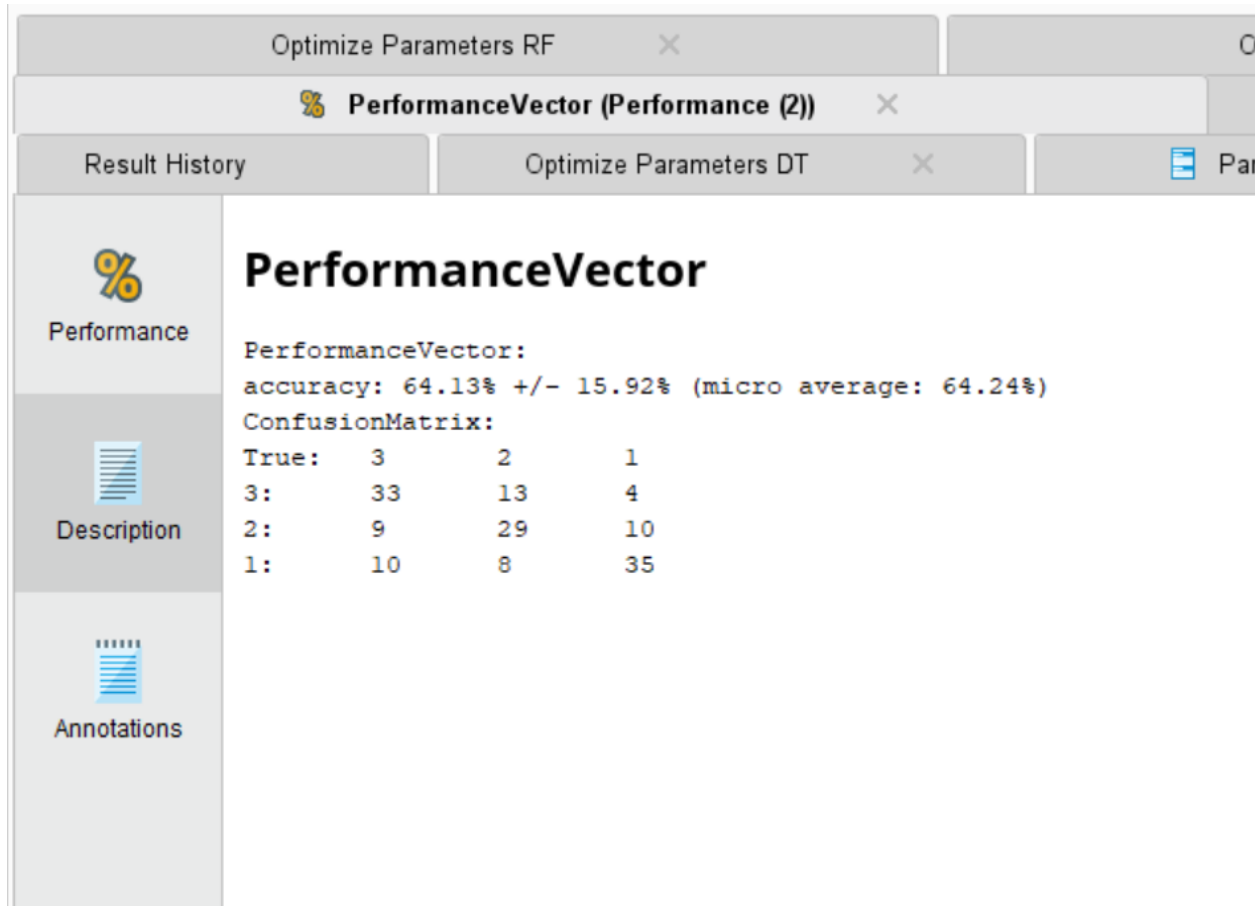 Optimize Parameters RF
PerformanceVector (Performance (2))
Result History Optimize Parameters DT
Performance
Description
Annotations
PerformanceVector
PerformanceVector:
accuracy: 64.13% +/- 15.92% (micro average: 64.24%)
ConfusionMatrix:
True: 3 2 1
3: 33 13 4
2: 9 29 10
1: 10 8 35